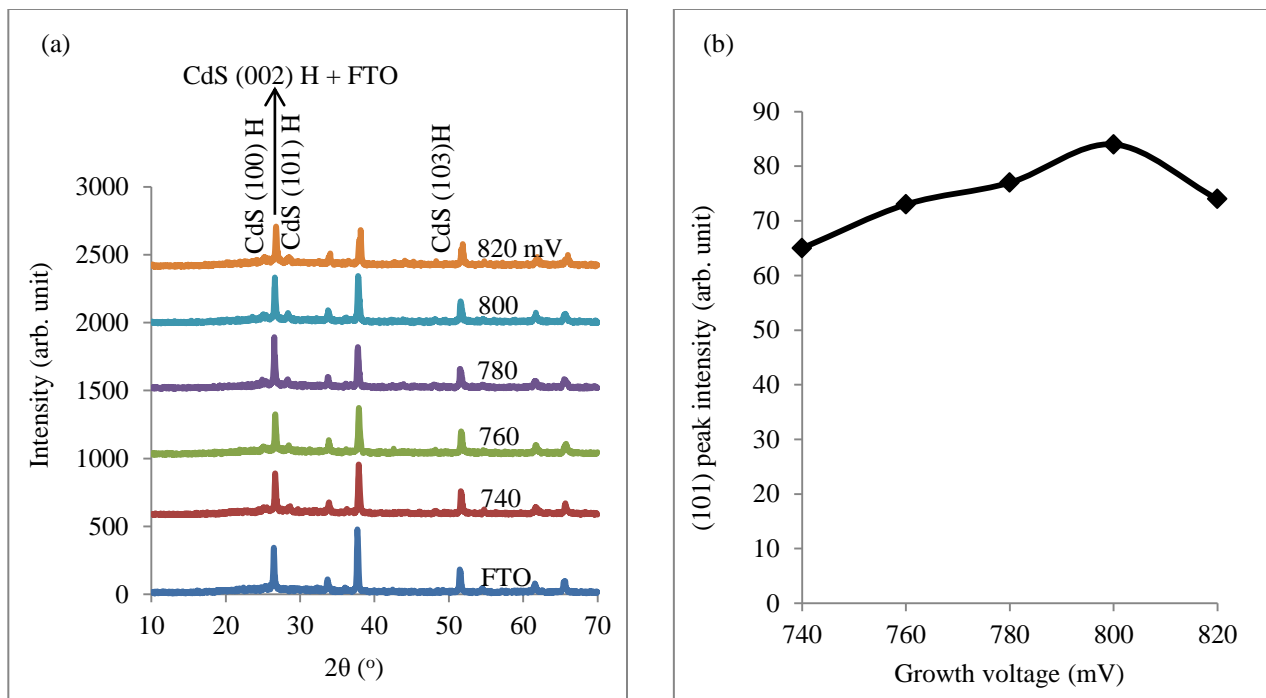 (a)
CdS (002) H + FTO
CdS (100) H
CdS (101) H
CdS (103)H
3000
2500
2000
1500
1000
500
0
Intensity (arb. unit)
820 mV
800
780
760
740
FTO
10 20 30 40 50 60 70
2θ (º)
(b)
90
80
70
60
50
40
30
20
10
0
(101) peak intensity (arb. unit)
740 760 780 800 820
Growth voltage (mV)